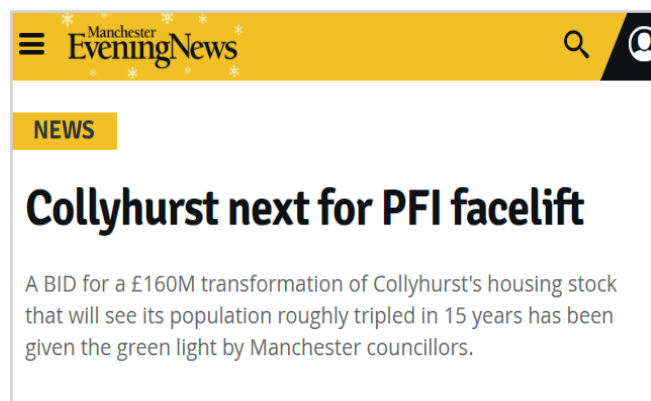 Manchester
EveningNews
NEWS
Collyhurst next for PFI facelift
A BID for a £160M transformation of Collyhurst's housing stock
that will see its population roughly tripled in 15 years has been
given the green light by Manchester councillors.